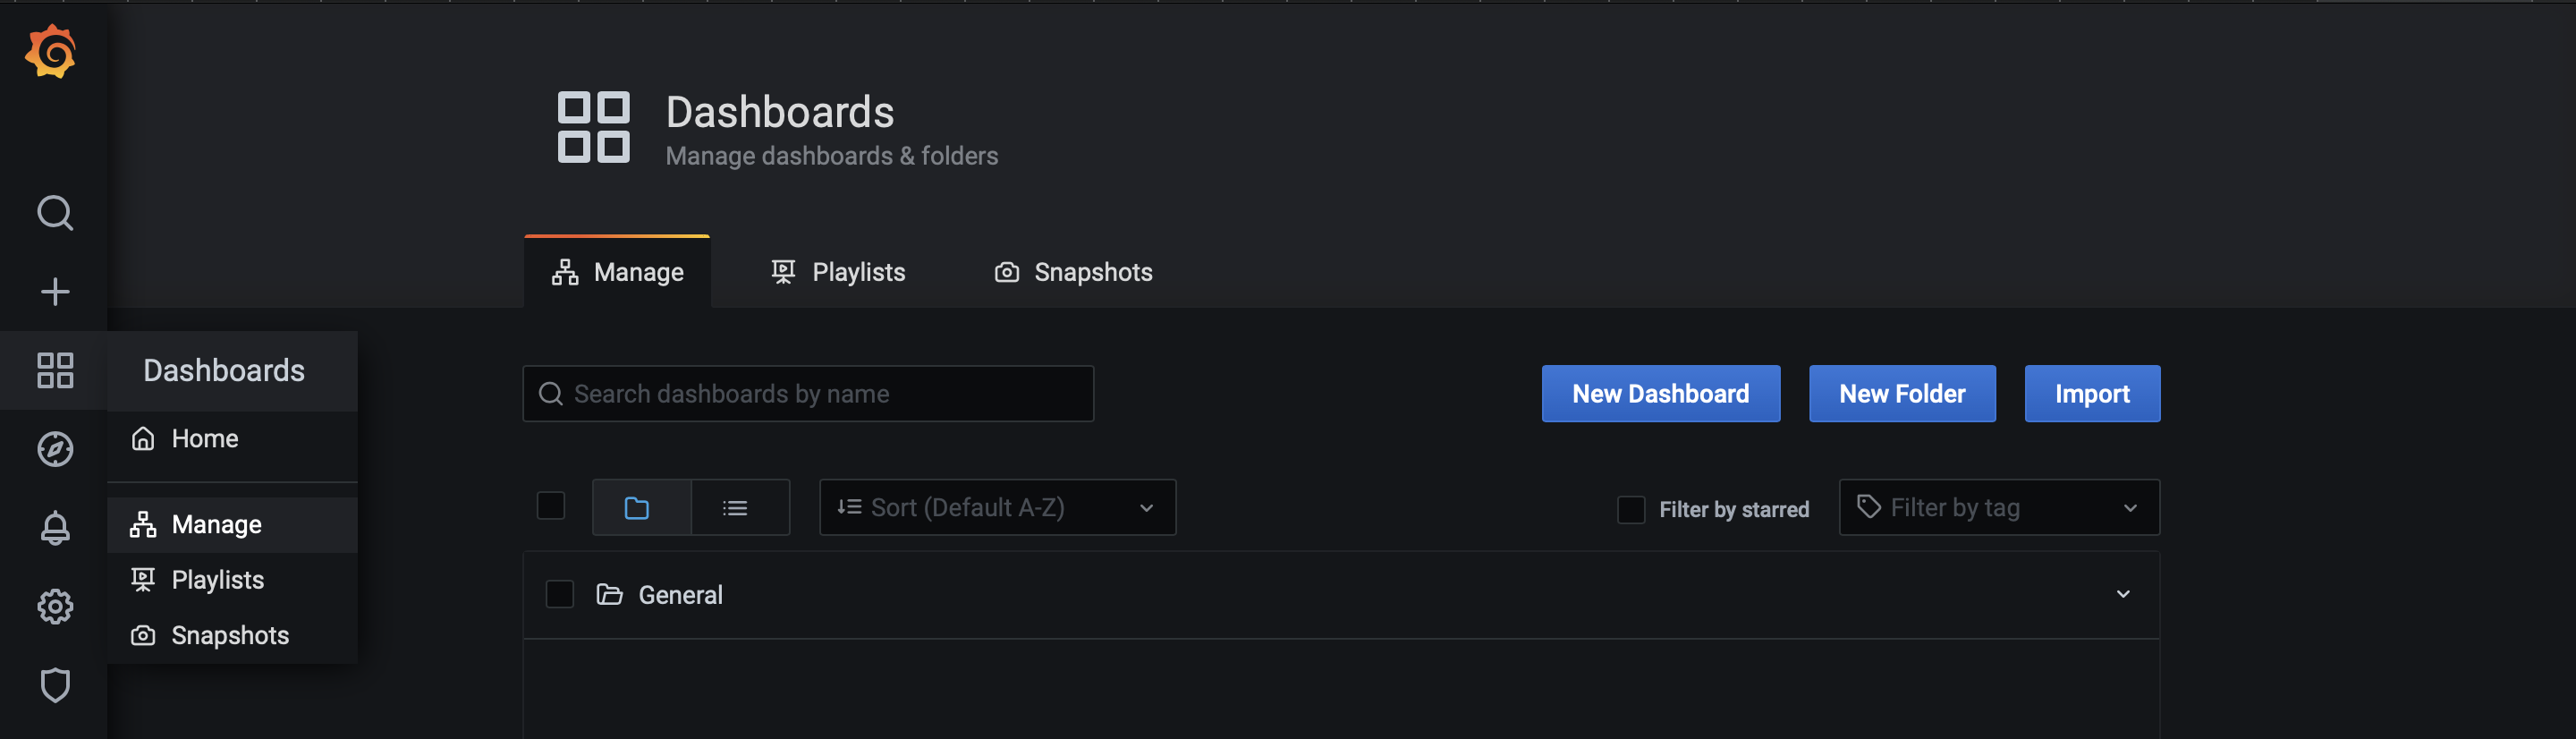 Dashboards
Manage dashboards & folders
Manage
Playlists
Snapshots
Dashboards
Home
Manage
Playlists
Snapshots
Search dashboards by name
New Dashboard
New Folder
Import
Sort (Default A-Z)
Filter by starred
Filter by tag
General